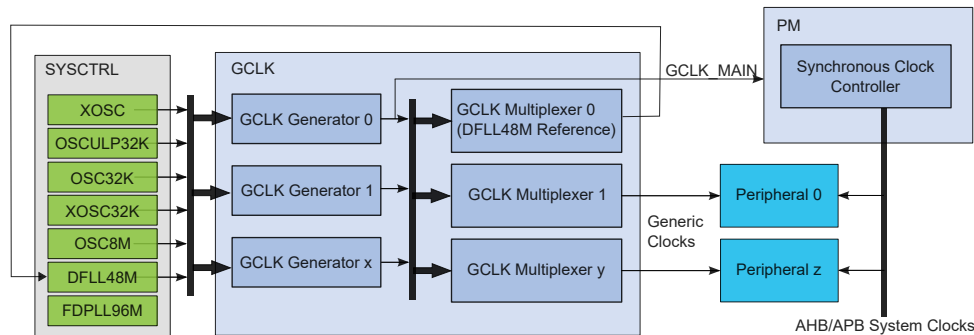 PM
SYSCTRL
GCLK
GCLK_MAIN
Synchronous Clock
Controller
XOSC
OSCULP32K
OSC32K
XOSC32K
OSC8M
DFLL48M
FDPLL96M
GCLK Generator 0
GCLK Generator 1
GCLK Generator x
GCLK Multiplexer 0
(DFLL48M Reference)
GCLK Multiplexer 1
GCLK Multiplexer y
Generic
Clocks
Peripheral 0
Peripheral z
AHB/APB System Clocks